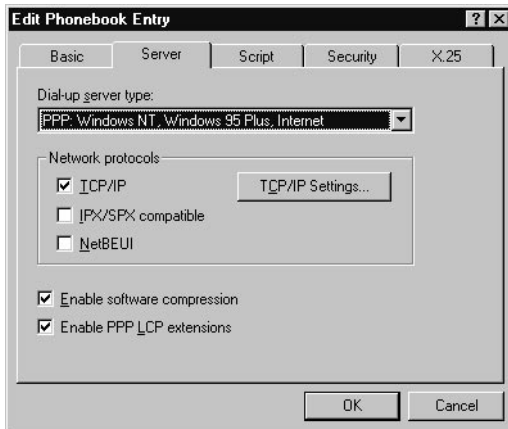 Edit Phonebook Entry
Basic Server Script Security X.25
Dial-up server type:
PPP: Windows NT, Windows 95 Plus, Internet
Network protocols
TCP/IP TCP/IP Settings...
IPX/SPX compatible
NetBEUI
Enable software compression
Enable PPP LCP extensions
OK Cancel